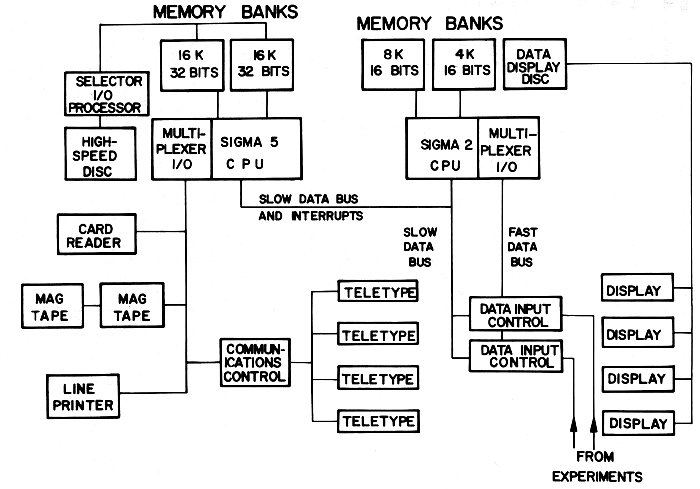 MEMORY BANKS
MEMORY BANKS
16 K
32 BITS
16 K
32 BITS
8 K
16 BITS
4 K
16 BITS
DATA
DISPLAY
DISC
SELECTOR
I/O
PROCESSOR
HIGH-
SPEED
DISC
MULTI-
PLEXER
I/O
SIGMA 5
CPU
SIGMA 2
CPU
MULTI-
PLEXER
I/O
SLOW DATA BUS
AND INTERRUPTS
SLOW
DATA
BUS
FAST
DATA
BUS
CARD
READER
MAG
TAPE
MAG
TAPE
LINE
PRINTER
COMMUN-
ICATIONS
CONTROL
TELETYPE
TELETYPE
TELETYPE
TELETYPE
DATA INPUT
CONTROL
DATA INPUT
CONTROL
DISPLAY
DISPLAY
DISPLAY
DISPLAY
FROM
EXPERIMENTS